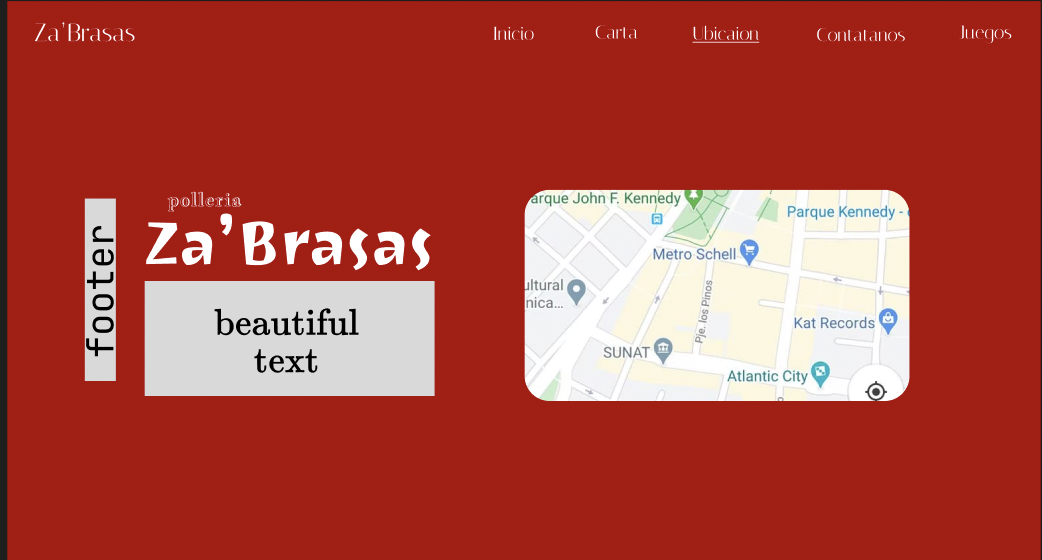 Za'Brasas
Inicio
Carta
Ubicaion
Contatanos
Juegos
footer
polleria
Za'Brasas
beautiful
text
arque John F. Kennedy
Parque Kennedy -
Metro Schell
ultural
nica...
Pje. los Pinos
Kat Records
SUNAT
Atlantic City